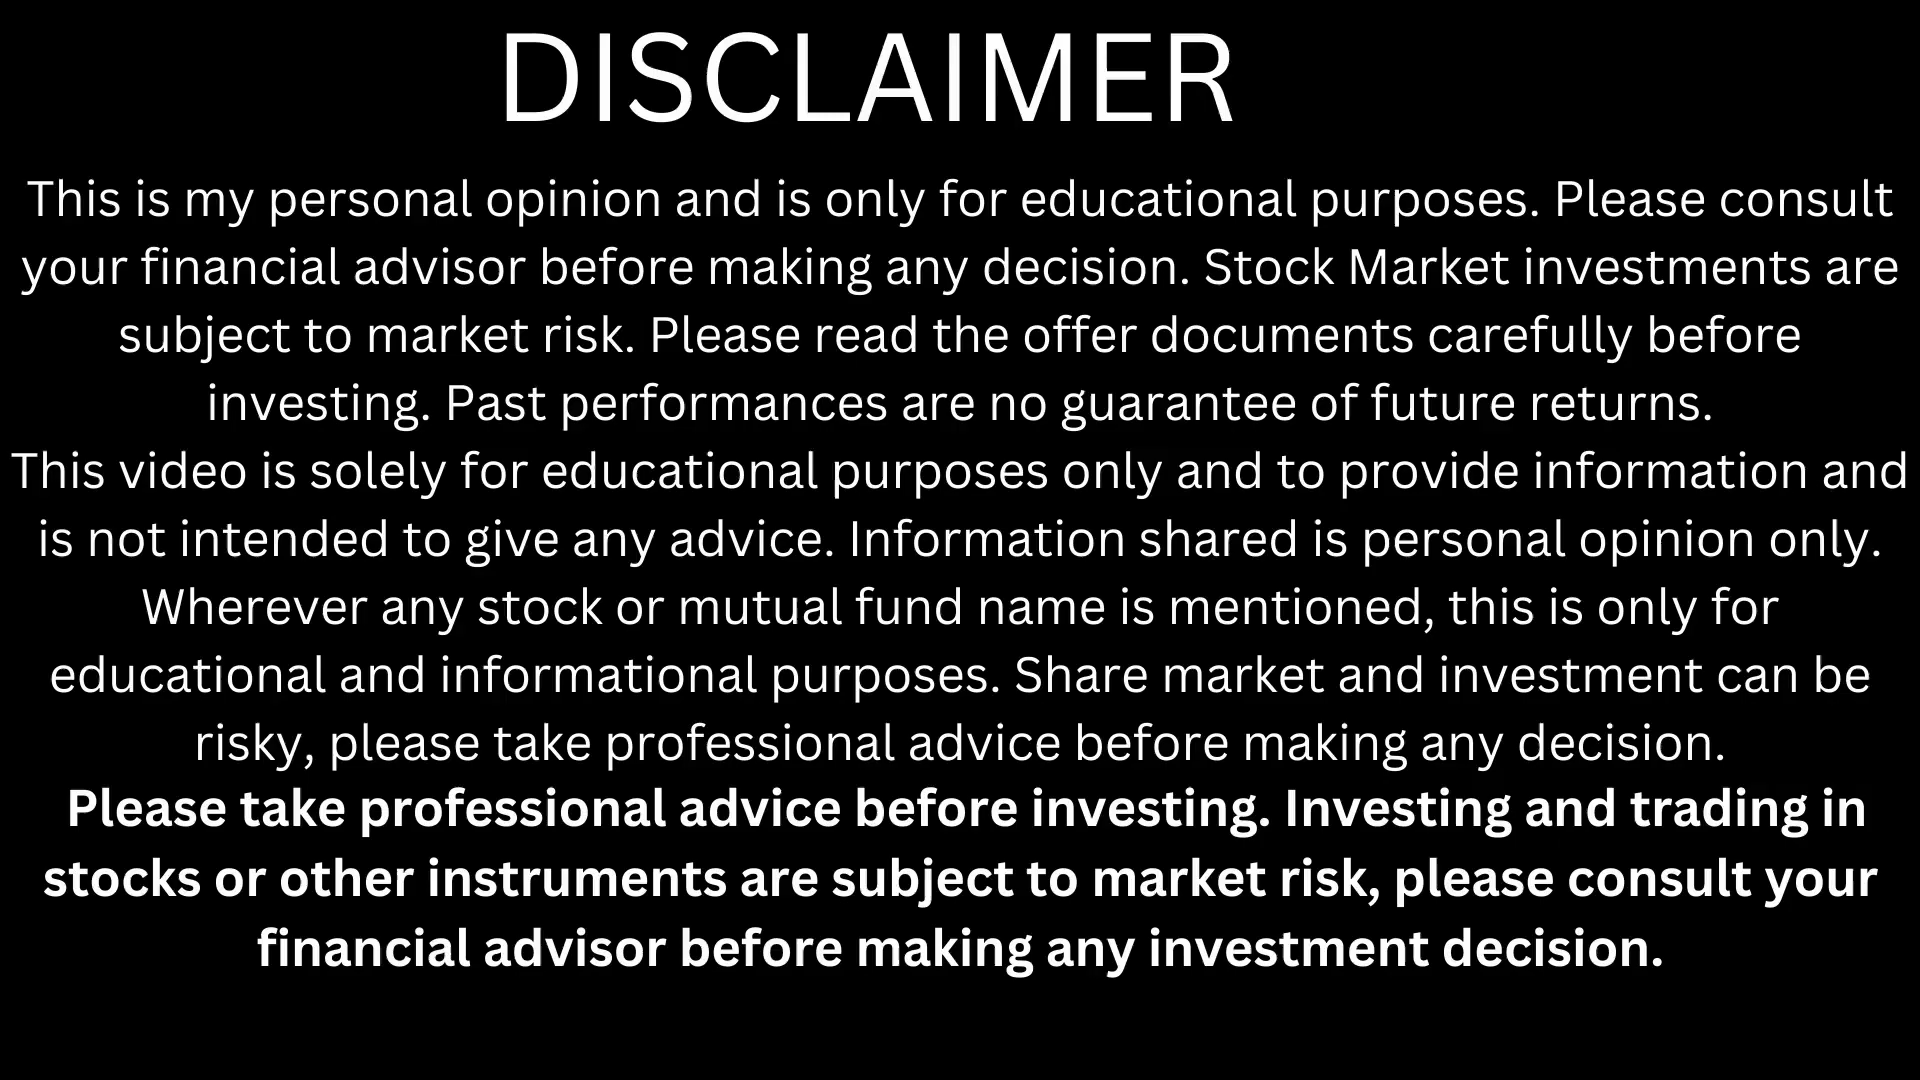 DISCLAIMER
This is my personal opinion and is only for educational purposes. Please consult
your financial advisor before making any decision. Stock Market investments are
subject to market risk. Please read the offer documents carefully before
investing. Past performances are no guarantee of future returns.
This video is solely for educational purposes only and to provide information and
is not intended to give any advice. Information shared is personal opinion only.
Wherever any stock or mutual fund name is mentioned, this is only for
educational and informational purposes. Share market and investment can be
risky, please take professional advice before making any decision.
Please take professional advice before investing. Investing and trading in
stocks or other instruments are subject to market risk, please consult your
financial advisor before making any investment decision.